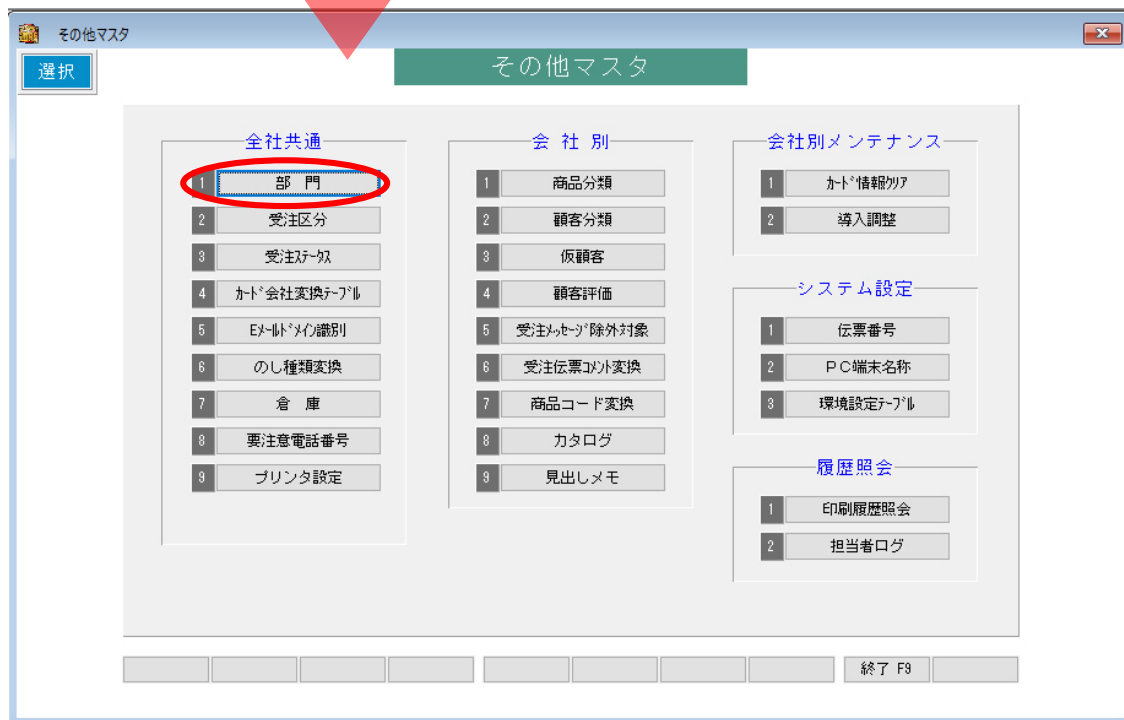 その他マスタ
選択
その他マスタ
全社共通
1 部 門
2 受注区分
3 受注ｽﾃｰﾀｽ
4 ｶｰﾄﾞ会社変換ﾃｰﾌﾞﾙ
5 Eﾒｰﾙﾄﾞﾒｲﾝ識別
6 のし種類変換
7 倉 庫
8 要注意電話番号
9 プリンタ設定
会 社 別
1 商品分類
2 顧客分類
3 仮顧客
4 顧客評価
5 受注ﾒｯｾｰｼﾞ除外対象
6 受注伝票ｺﾒﾝﾄ変換
7 商品コード変換
8 カタログ
9 見出しメモ
会社別メンテナンス
1 ｶｰﾄﾞ情報ｸﾘｱ
2 導入調整
システム設定
1 伝票番号
2 ＰＣ端末名称
3 環境設定ﾃｰﾌﾞﾙ
履歴照会
1 印刷履歴照会
2 担当者ログ
終了 F9